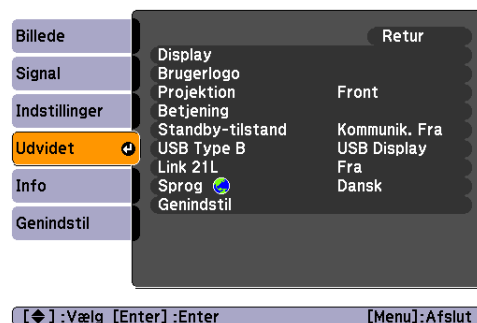 Billede
Signal
Indstillinger
Udvidet
Info
Genindstil
Retur
Display
Brugerlogo
Projektion Front
Betjening
Standby-tilstand Kommunik. Fra
USB Type B USB Display
Link 21L Fra
Sprog Dansk
Genindstil
[◆] :Vælg [Enter] :Enter [Menu]:Afslut